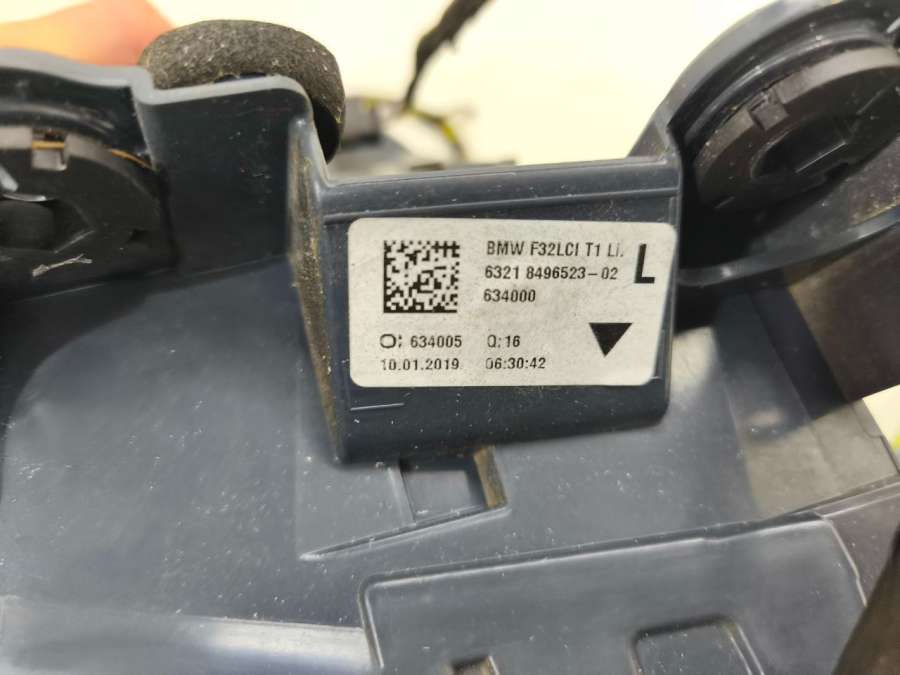 BMW F32LCI T1 Li.
L
6321 8496523-02
634000
O: 634005 Q:16
10.01.2019 06:30:42